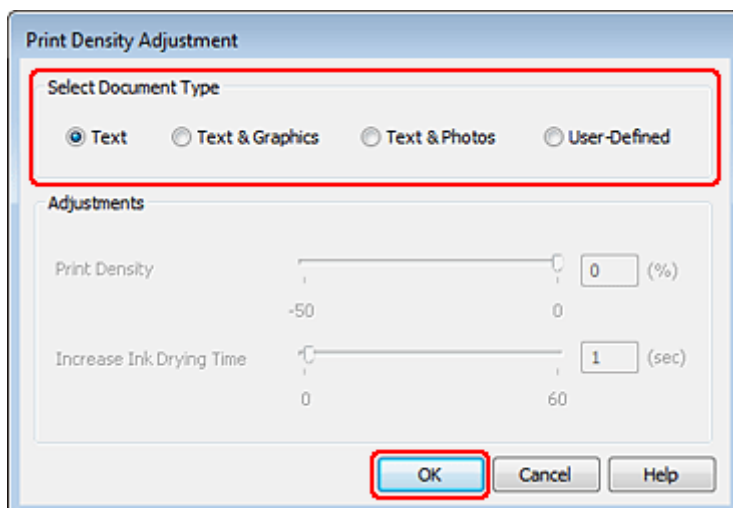 Print Density Adjustment
Select Document Type
Text Text & Graphics Text & Photos User-Defined
Adjustments
Print Density 0 (%)
-50 0
Increase Ink Drying Time 1 (sec)
0 60
OK Cancel Help